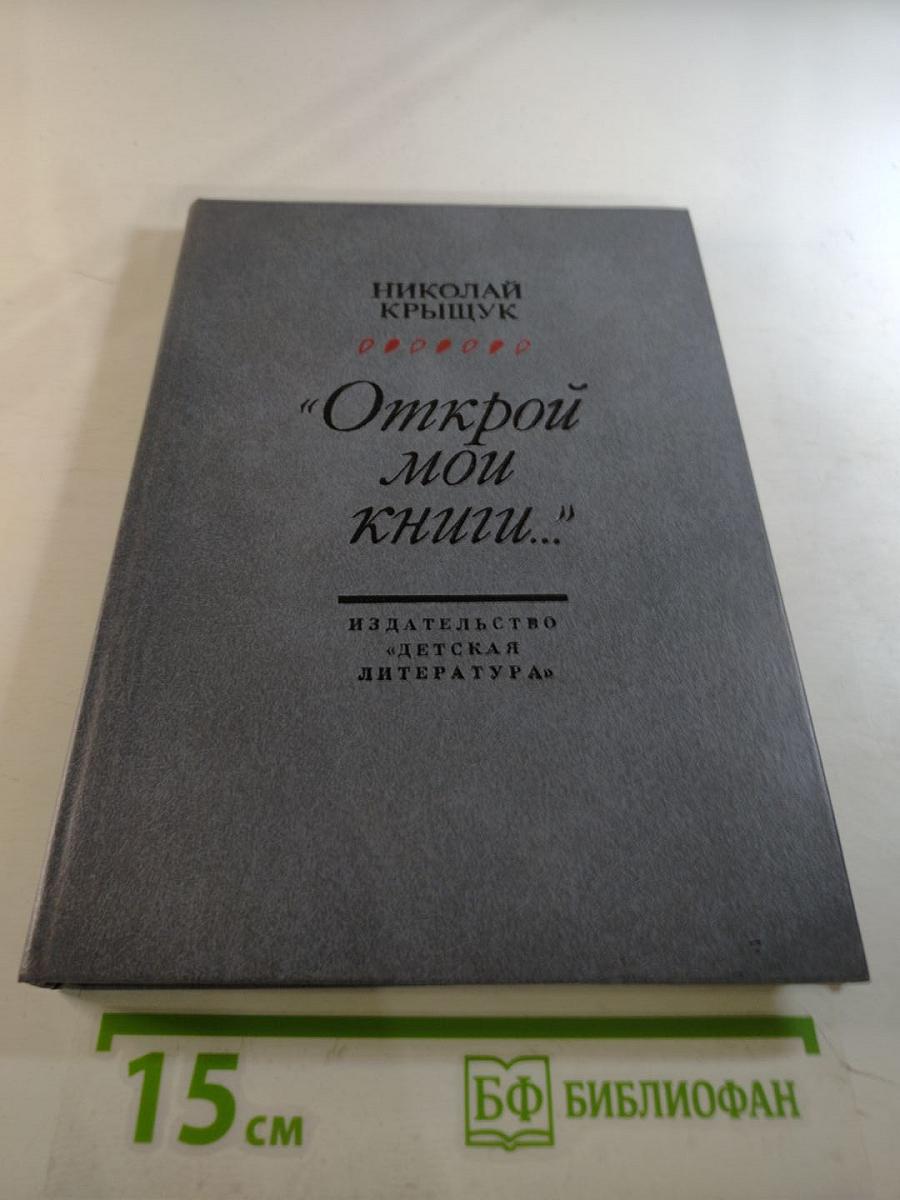 НИКОЛАЙ
КРЫЩУК
«Открой
мои
книги...»
ИЗДАТЕЛЬСТВО
«ДЕТСКАЯ
ЛИТЕРАТУРА»
15 см
БФ БИБЛИОФАН